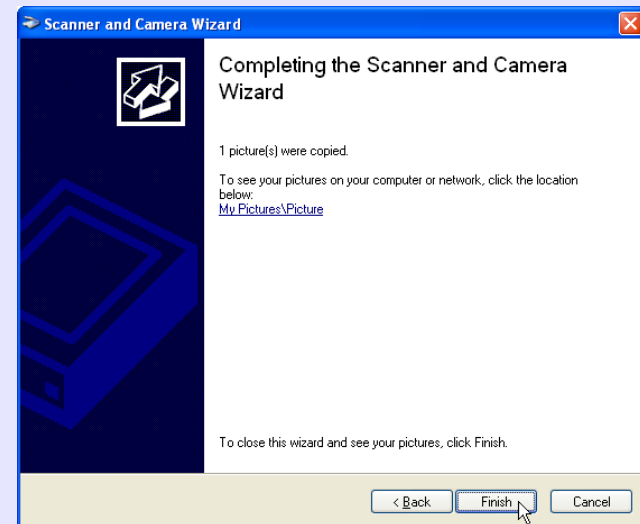 Scanner and Camera Wizard
Completing the Scanner and Camera
Wizard
1 picture(s) were copied.
To see your pictures on your computer or network, click the location
below:
My Pictures\Picture
To close this wizard and see your pictures, click Finish.
< Back Finish Cancel